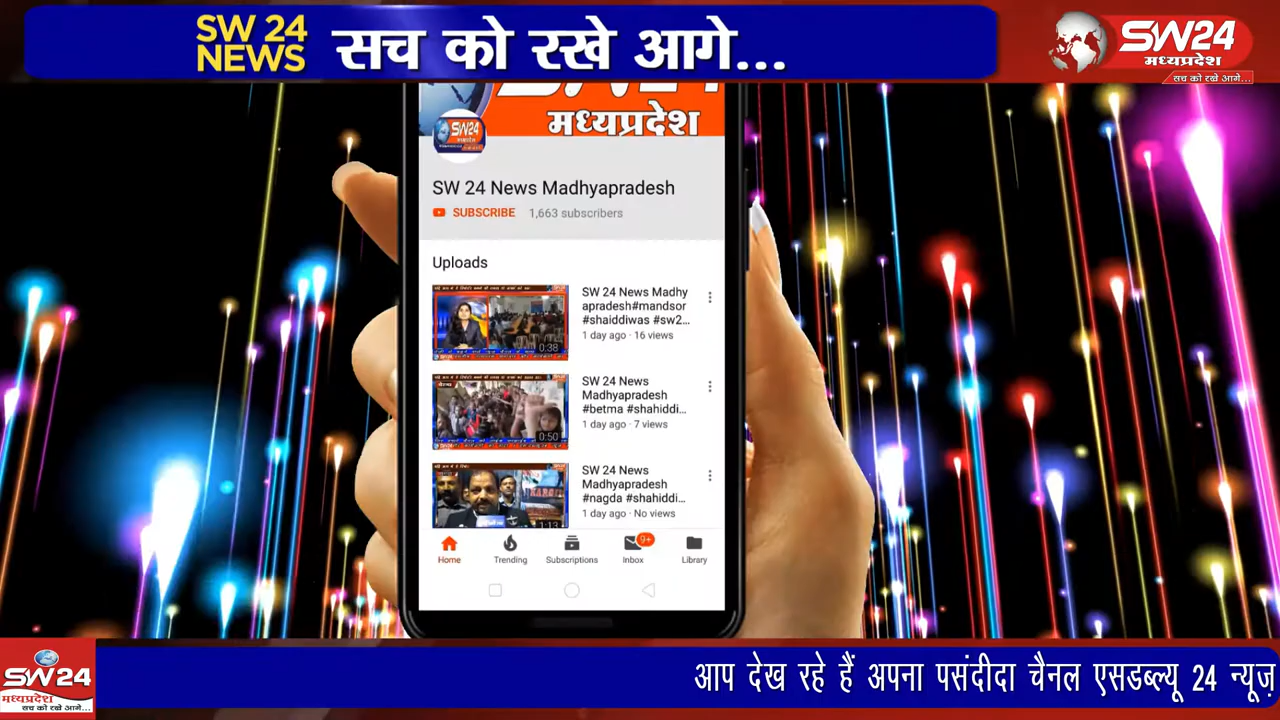 SW 24
NEWS
सच को रखे आगे...
SW24
मध्यप्रदेश
सच को रखे आगे...
मध्यप्रदेश
SW24
SW 24 News Madhyapradesh
SUBSCRIBE 1,663 subscribers
Uploads
SW 24 News Madhy
apradesh#mandsor
#shaiddiwas #sw2...
1 day ago · 16 views
0:38
SW 24 News
Madhyapradesh
#betma #shahiddi...
1 day ago · 7 views
0:50
SW 24 News
Madhyapradesh
#nagda #shahiddi...
1 day ago · No views
1:13
9+
Home Trending Subscriptions Inbox Library
SW24
मध्यप्रदेश
सच को रखे आगे...
आप देख रहे हैं अपना पसंदीदा चैनल एसडब्ल्यू 24 न्यूज़